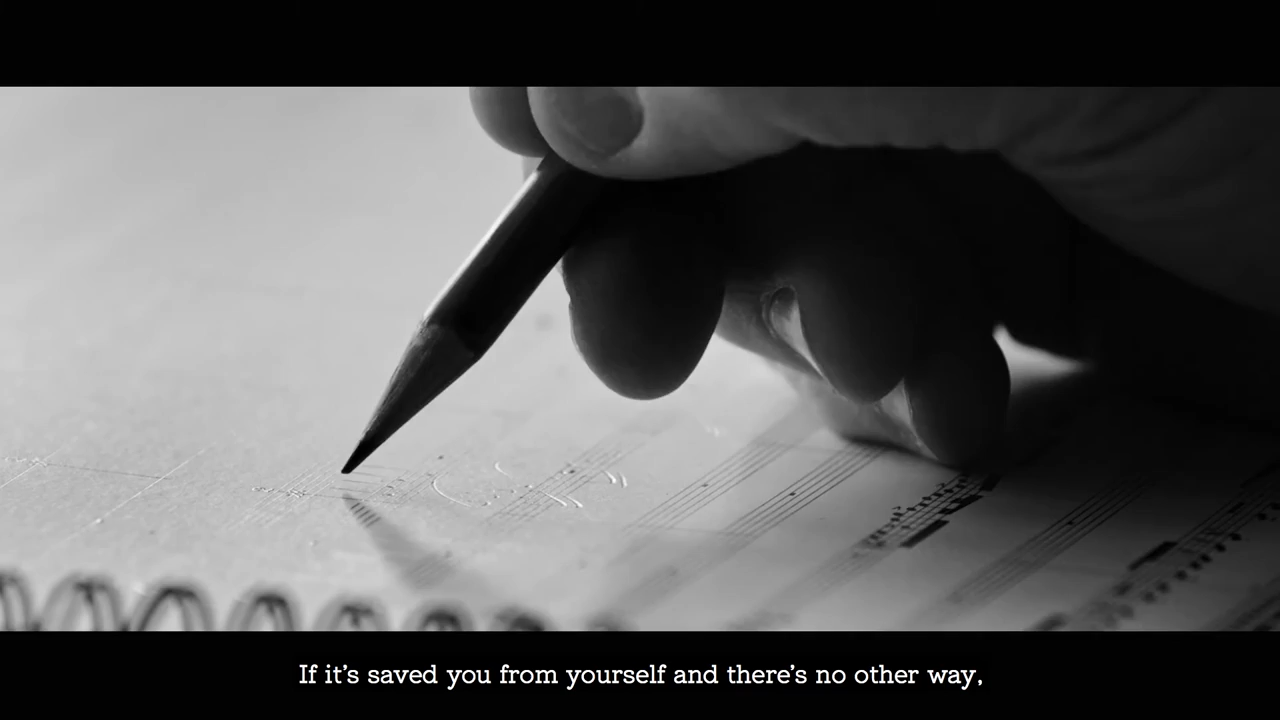 If it’s saved you from yourself and there’s no other way,